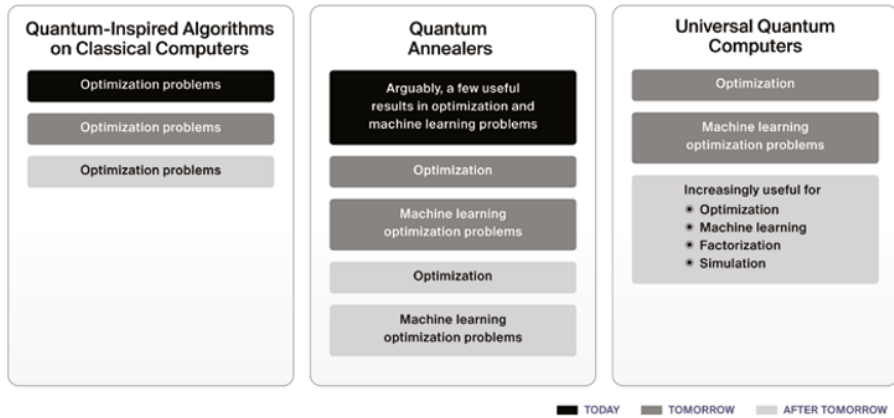 Quantum-Inspired Algorithms
on Classical Computers
Optimization problems
Optimization problems
Optimization problems
Quantum
Annealers
Arguably, a few useful
results in optimization and
machine learning problems
Optimization
Machine learning
optimization problems
Optimization
Machine learning
optimization problems
Universal Quantum
Computers
Optimization
Machine learning
optimization problems
Increasingly useful for
Optimization
Machine learning
Factorization
Simulation
TODAY
TOMORROW
AFTER TOMORROW